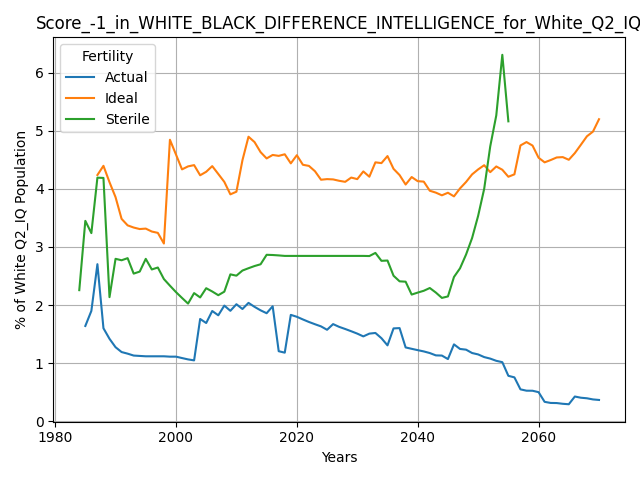 Score_-1_in_WHITE_BLACK_DIFFERENCE_INTELLIGENCE_for_White_Q2_IQ
Fertility
Actual
Ideal
Sterile
% of White Q2_IQ Population
6
5
4
3
2
1
0
1980
2000
2020
2040
2060
Years